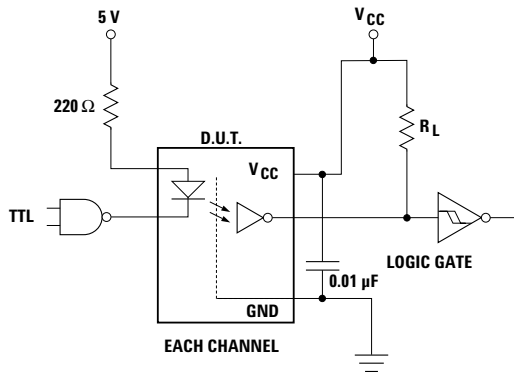 5 V
V CC
220 Ω
R L
D.U.T.
V CC
TTL
LOGIC GATE
0.01 µF
GND
EACH CHANNEL